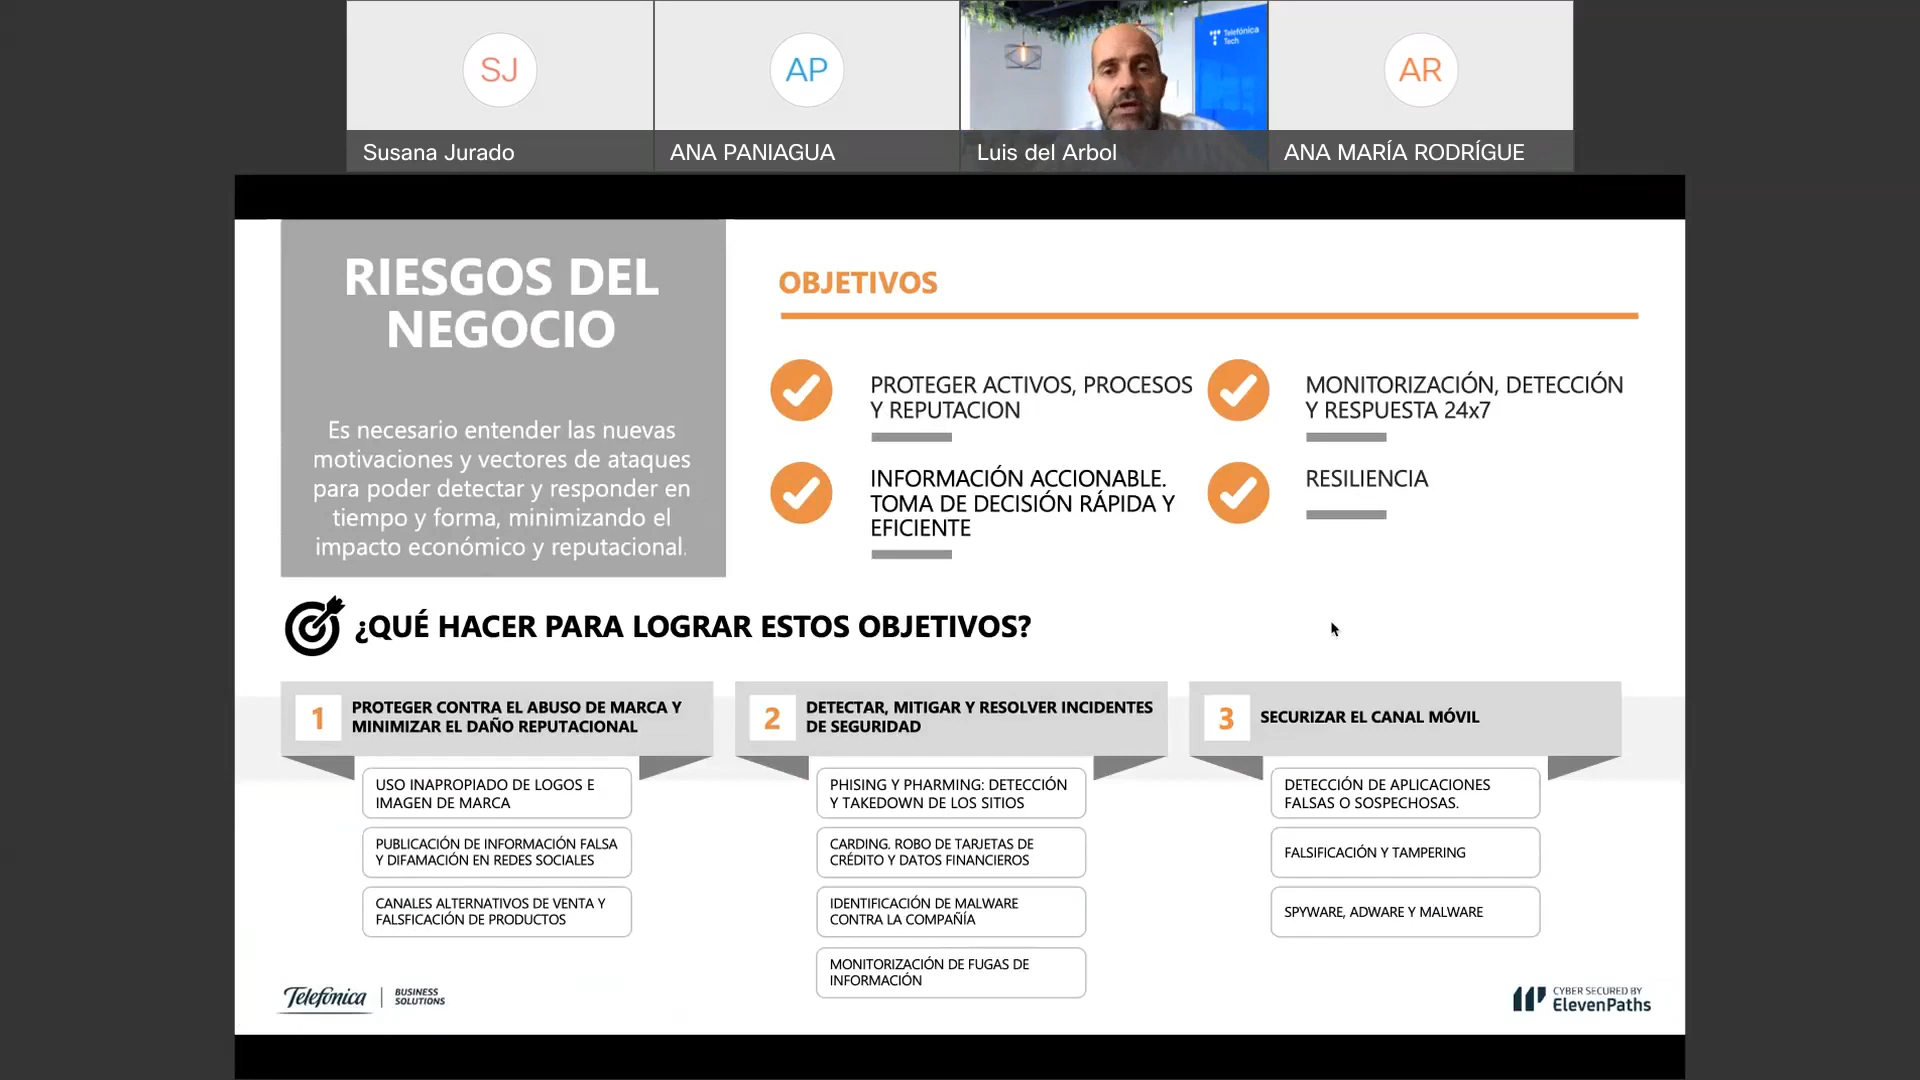 SJ
AP
Telefónica
Tech
AR
Susana Jurado
ANA PANIAGUA
Luis del Arbol
ANA MARÍA RODRÍGUE
RIESGOS DEL
NEGOCIO
Es necesario entender las nuevas
motivaciones y vectores de ataques
para poder detectar y responder en
tiempo y forma, minimizando el
impacto económico y reputacional.
OBJETIVOS
PROTEGER ACTIVOS, PROCESOS
Y REPUTACION
MONITORIZACIÓN, DETECCIÓN
Y RESPUESTA 24x7
INFORMACIÓN ACCIONABLE.
TOMA DE DECISIÓN RÁPIDA Y
EFICIENTE
RESILIENCIA
¿QUÉ HACER PARA LOGRAR ESTOS OBJETIVOS?
1
PROTEGER CONTRA EL ABUSO DE MARCA Y
MINIMIZAR EL DAÑO REPUTACIONAL
USO INAPROPIADO DE LOGOS E
IMAGEN DE MARCA
PUBLICACIÓN DE INFORMACIÓN FALSA
Y DIFAMACIÓN EN REDES SOCIALES
CANALES ALTERNATIVOS DE VENTA Y
FALSFICACIÓN DE PRODUCTOS
2
DETECTAR, MITIGAR Y RESOLVER INCIDENTES
DE SEGURIDAD
PHISING Y PHARMING: DETECCIÓN
Y TAKEDOWN DE LOS SITIOS
CARDING. ROBO DE TARJETAS DE
CRÉDITO Y DATOS FINANCIEROS
IDENTIFICACIÓN DE MALWARE
CONTRA LA COMPAÑÍA
MONITORIZACIÓN DE FUGAS DE
INFORMACIÓN
3
SECURIZAR EL CANAL MÓVIL
DETECCIÓN DE APLICACIONES
FALSAS O SOSPECHOSAS.
FALSIFICACIÓN Y TAMPERING
SPYWARE, ADWARE Y MALWARE
Telefónica
BUSINESS
SOLUTIONS
CYBER SECURED BY
ElevenPaths